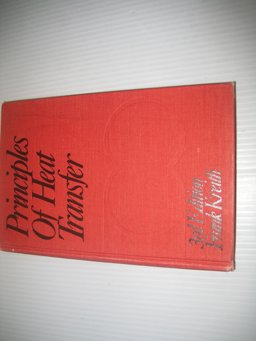 Principles
Of Heat
Transfer
3rd Edition
Frank Kreith